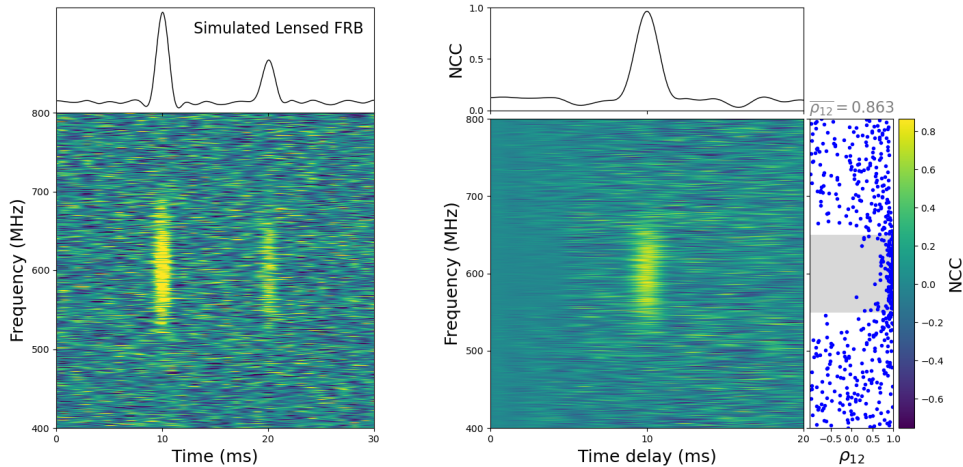 Simulated Lensed FRB
800
700
600
500
400
Frequency (MHz)
0
10
20
30
Time (ms)
NCC
1.0
0.5
0.0
800
700
600
500
400
Frequency (MHz)
0
10
20
Time delay (ms)
ρ12 = 0.863
−0.5 0.0 0.5 1.0
ρ12
0.8
0.6
0.4
0.2
0.0
−0.2
−0.4
−0.6
NCC